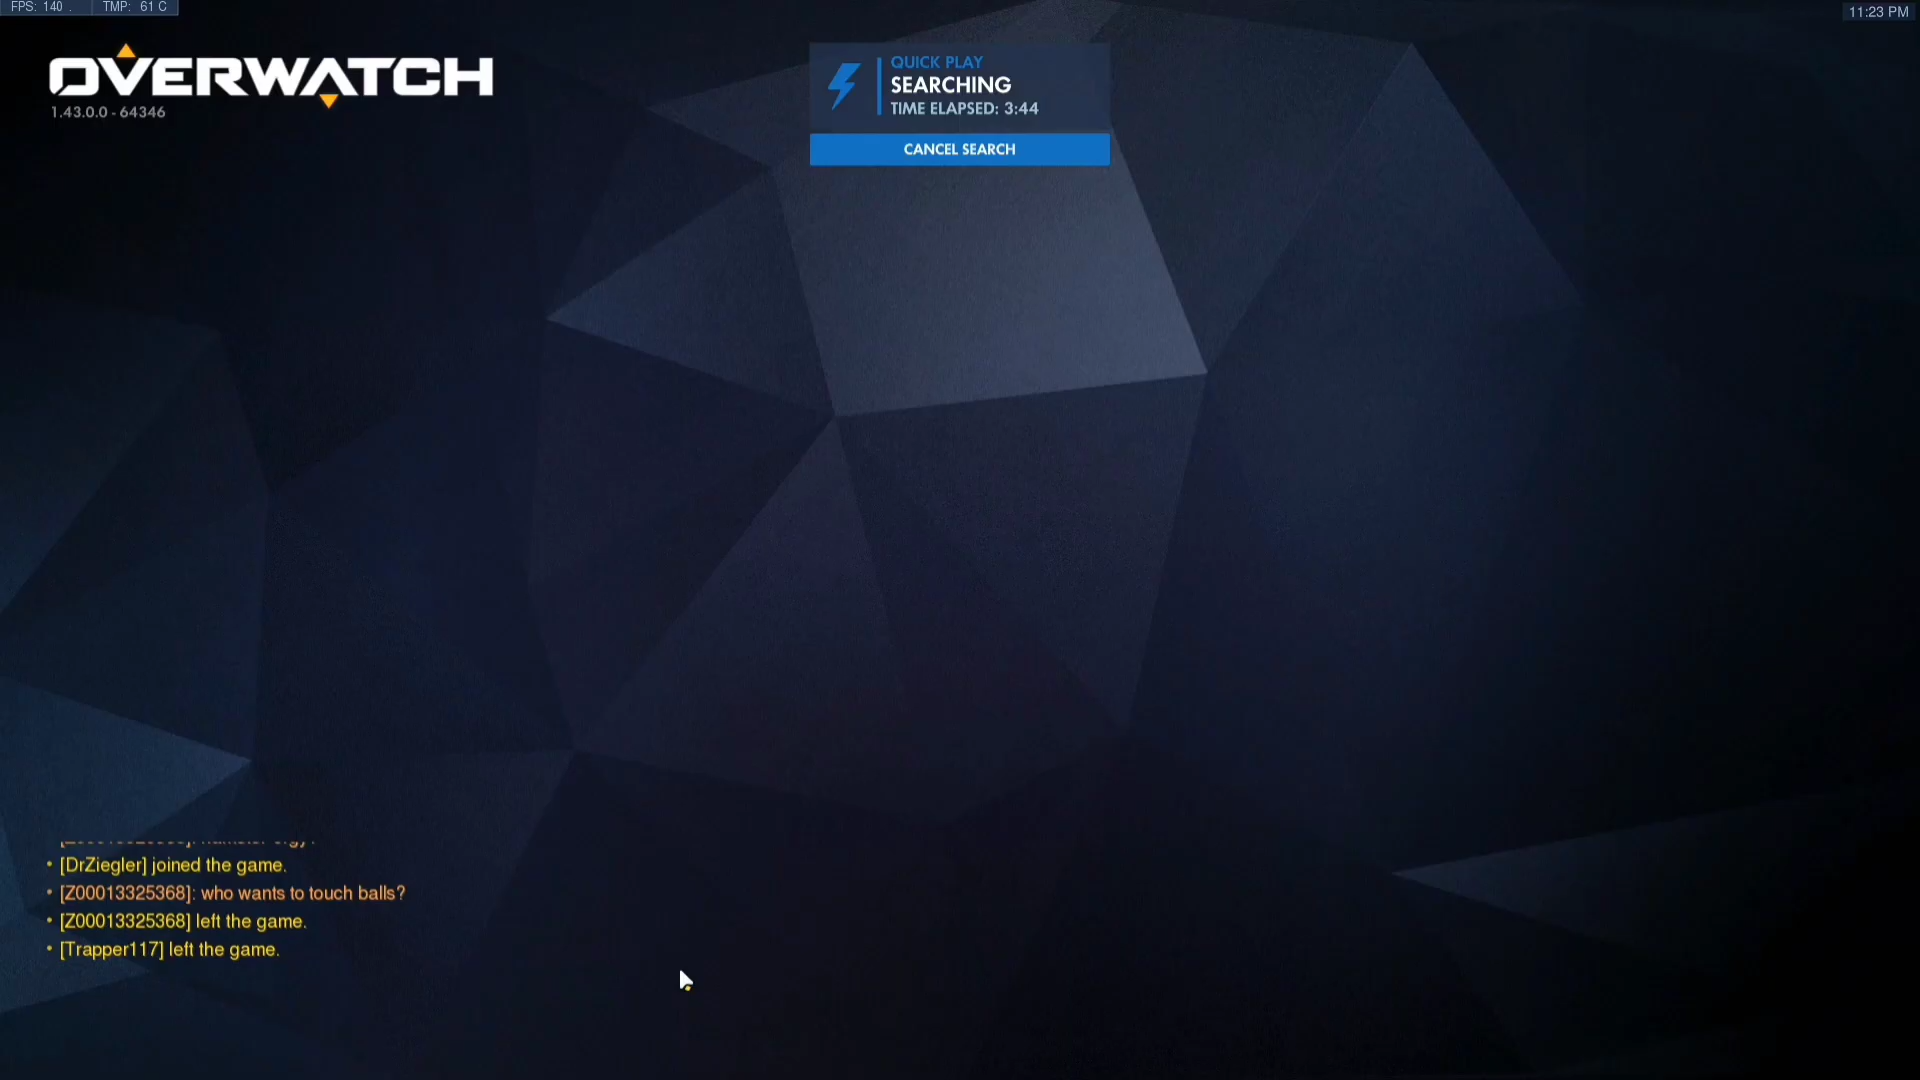 FPS: 140 . TMP: 61 C
11:23 PM
OVERWATCH
1.43.0.0 - 64346
QUICK PLAY
SEARCHING
TIME ELAPSED: 3:44
CANCEL SEARCH
• [DrZiegler] joined the game.
• [Z00013325368]: who wants to touch balls?
• [Z00013325368] left the game.
• [Trapper117] left the game.